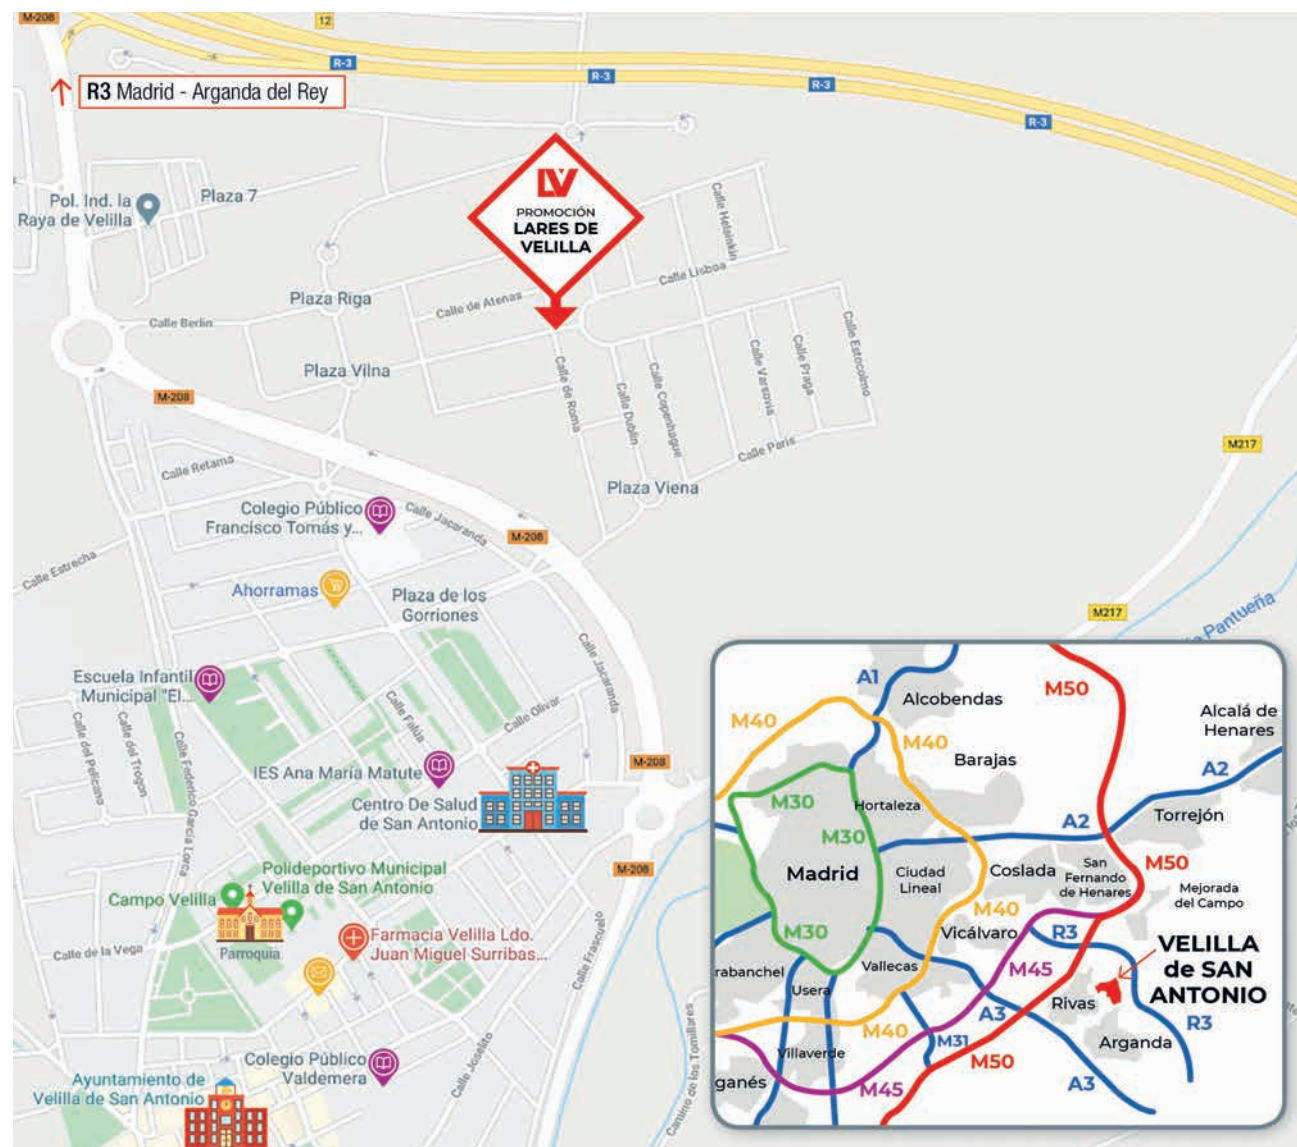 M-208
12
R-3
R-3
R-3
R-3
R3 Madrid - Arganda del Rey
Pol. Ind. la
Raya de Velilla
Plaza 7
LV
PROMOCIÓN
LARES DE
VELILLA
Calle Helsinkin
Calle Lisboa
Calle de Atenas
Plaza Riga
Calle Berlin
Plaza Vilna
Calle de Roma
Calle Dublin
Calle Copenhague
Calle Varsovia
Calle Praga
Calle Estocolmo
Calle Paris
Plaza Viena
M-208
M217
Calle Retama
Colegio Público
Francisco Tomás y...
Calle Jacaranda
M-208
Calle Estrecha
Ahorramas
Plaza de los
Gorriones
M217
Pantueña
Calle Jacaranda
Escuela Infantil
Municipal "El...
Calle del Pelícano
Calle del Trogon
Calle Federico García Lorca
Calle Falúa
Calle Olivar
IES Ana María Matute
M-208
Centro De Salud
de San Antonio
Polideportivo Municipal
Velilla de San Antonio
M-208
Campo Velilla
Parroquia
Calle de la Vega
Farmacia Velilla Ldo.
Juan Miguel Surribas...
Calle Frascuelo
Colegio Público
Valdemera
Calle Joselito
Camino de los Tomillares
Ayuntamiento de
Velilla de San Antonio
A1
Alcobendas
M50
Alcalá de
Henares
M40
M40
Barajas
A2
M30
Hortaleza
Torrejón
M30
A2
Madrid
Ciudad
Lineal
Coslada
San
Fernando
de Henares
M50
Mejorada
del Campo
M40
M30
Vicálvaro
R3
VELILLA
de SAN
ANTONIO
rabanchel
Vallecas
M45
Usera
A3
Rivas
R3
M40
M31
Arganda
Villaverde
M50
ganés
M45
A3